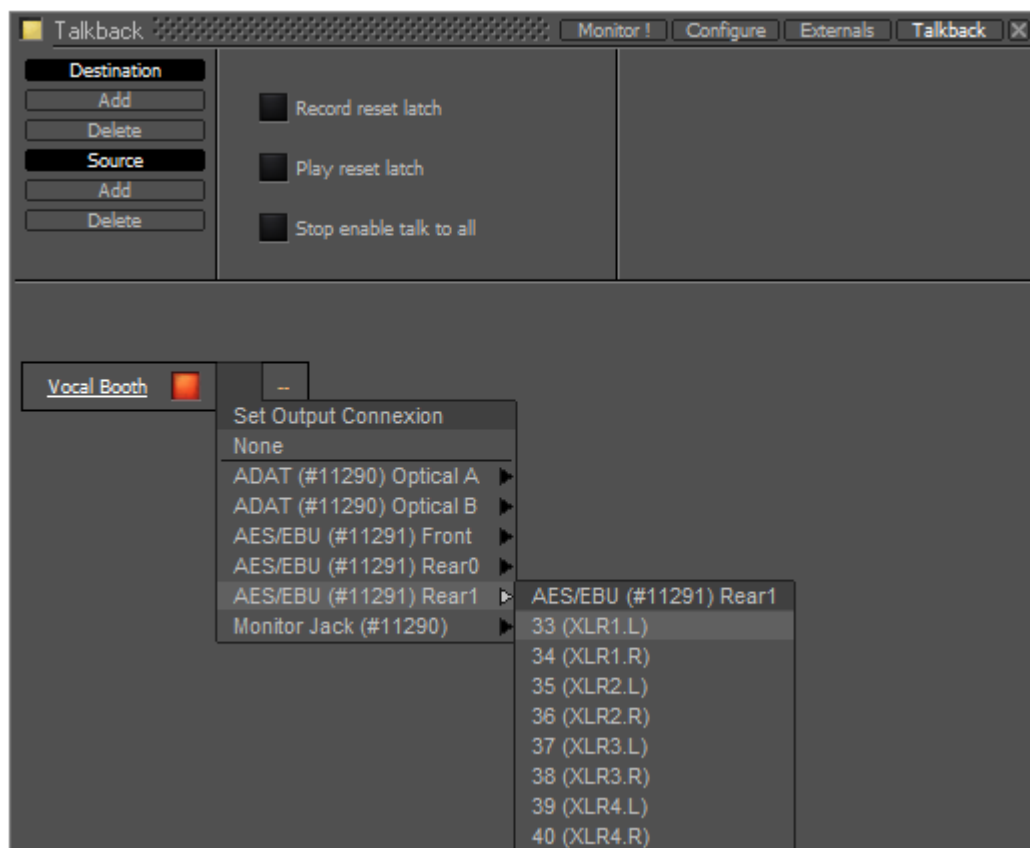 Talkback Monitor ! Configure Externals Talkback X
Destination
Add
Delete
Source
Add
Delete
Record reset latch
Play reset latch
Stop enable talk to all
Vocal Booth --
Set Output Connexion
None
ADAT (#11290) Optical A
ADAT (#11290) Optical B
AES/EBU (#11291) Front
AES/EBU (#11291) Rear0
AES/EBU (#11291) Rear1
Monitor Jack (#11290)
AES/EBU (#11291) Rear1
33 (XLR1.L)
34 (XLR1.R)
35 (XLR2.L)
36 (XLR2.R)
37 (XLR3.L)
38 (XLR3.R)
39 (XLR4.L)
40 (XLR4.R)